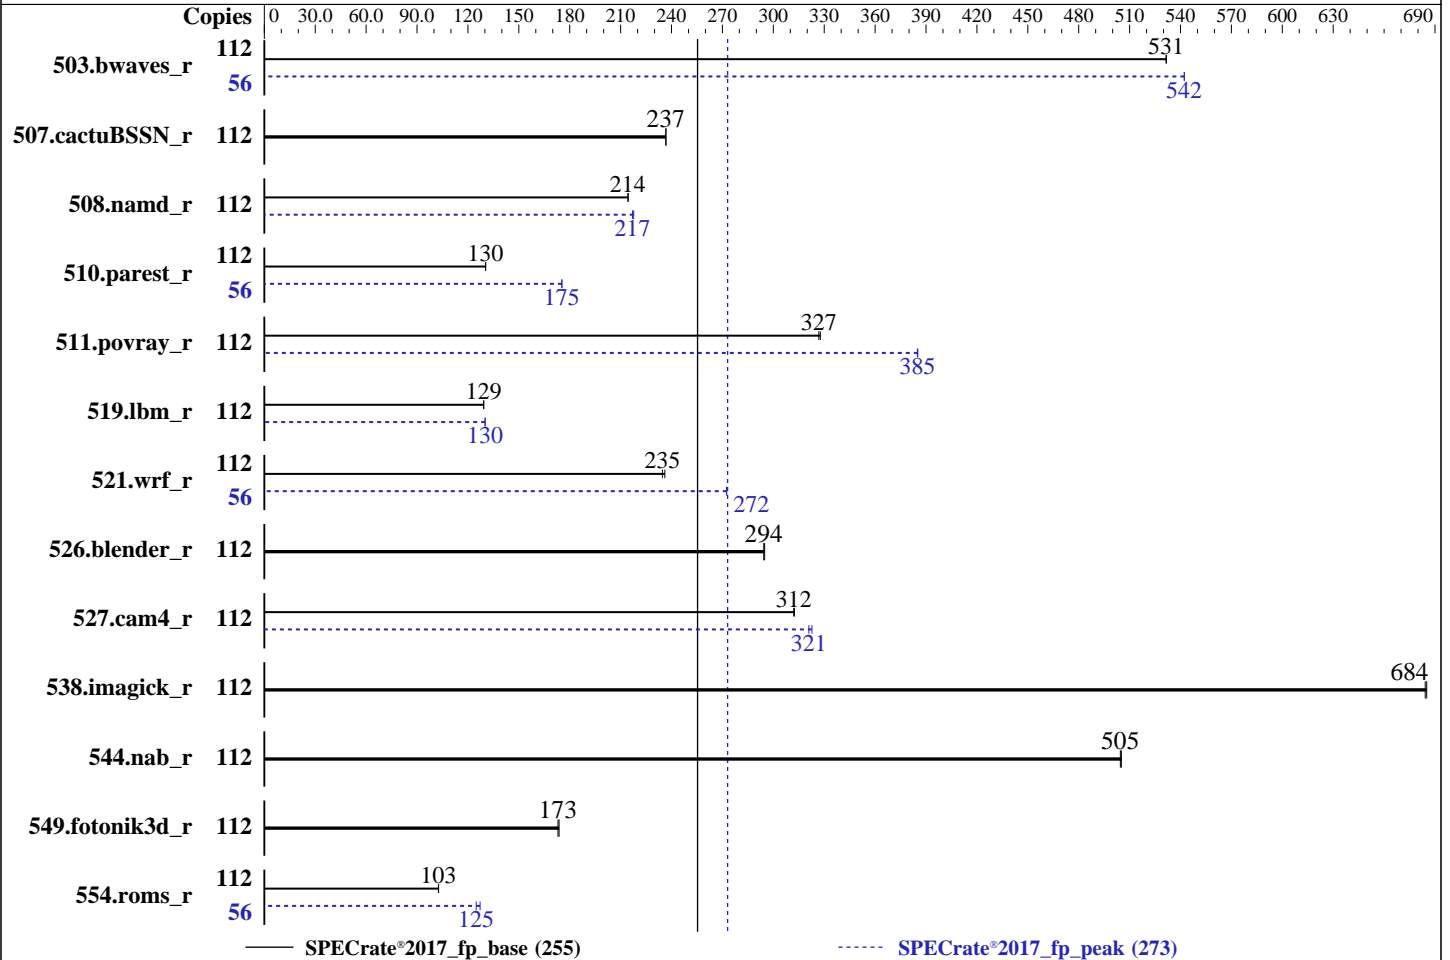 Copies 0 30.0 60.0 90.0 120 150 180 210 240 270 300 330 360 390 420 450 480 510 540 570 600 630 690
503.bwaves_r 112 531
56 542
507.cactuBSSN_r 112 237
508.namd_r 112 214
217
510.parest_r 112 130
56 175
511.povray_r 112 327
385
519.lbm_r 112 129
130
521.wrf_r 112 235
56 272
526.blender_r 112 294
527.cam4_r 112 312
321
538.imagick_r 112 684
544.nab_r 112 505
549.fotonik3d_r 112 173
554.roms_r 112 103
56 125
SPECrate®2017_fp_base (255) SPECrate®2017_fp_peak (273)